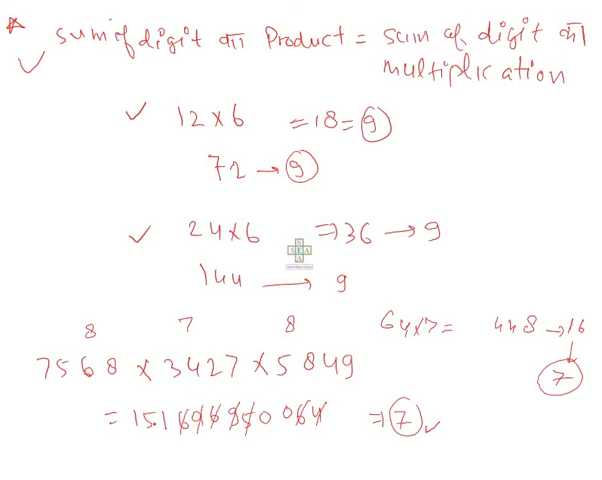 sum of digit का Product = sum of digit का
multiplication
12 x 6 = 18 = 9
72 → 9
24 x 6 ⇒ 36 → 9
144 → 9
8 7 8 64 x 7 = 448 → 16
7568 x 3427 x 5849 7
⇒ 7